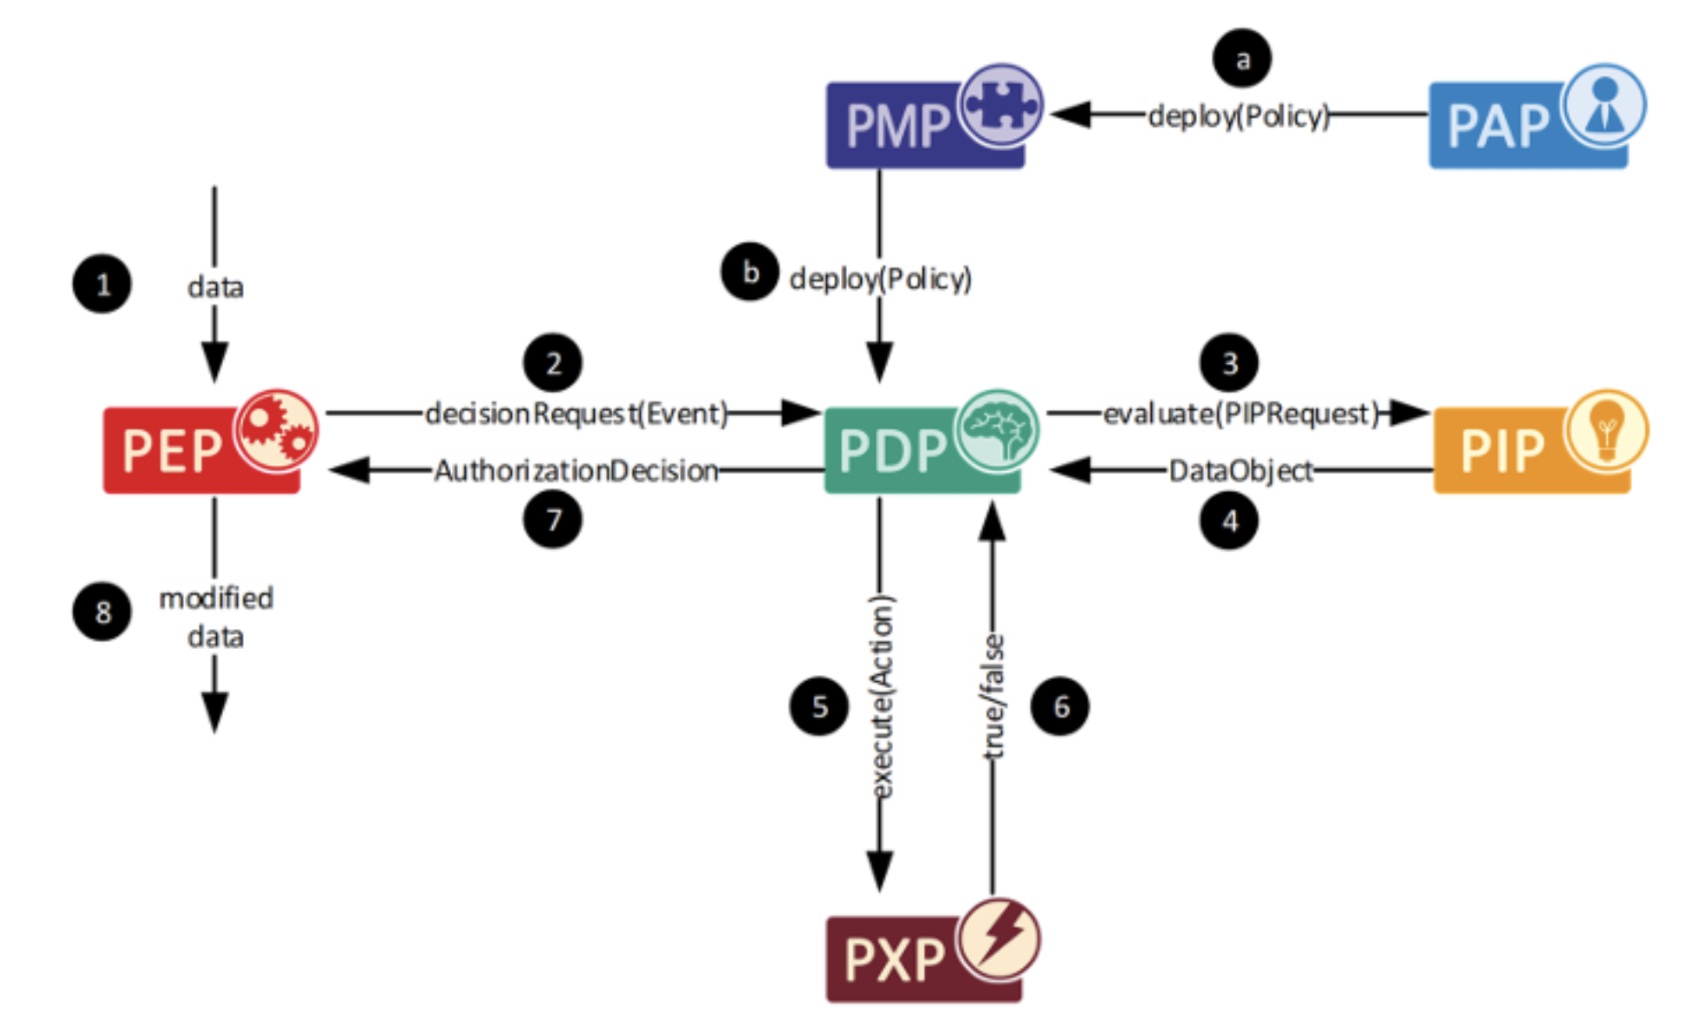 a
PMP
deploy(Policy)
PAP
1
data
b
deploy(Policy)
2
3
PEP
decisionRequest(Event)
PDP
evaluate(PIPRequest)
PIP
AuthorizationDecision
DataObject
7
4
8
modified
data
5
execute(Action)
true/false
6
PXP